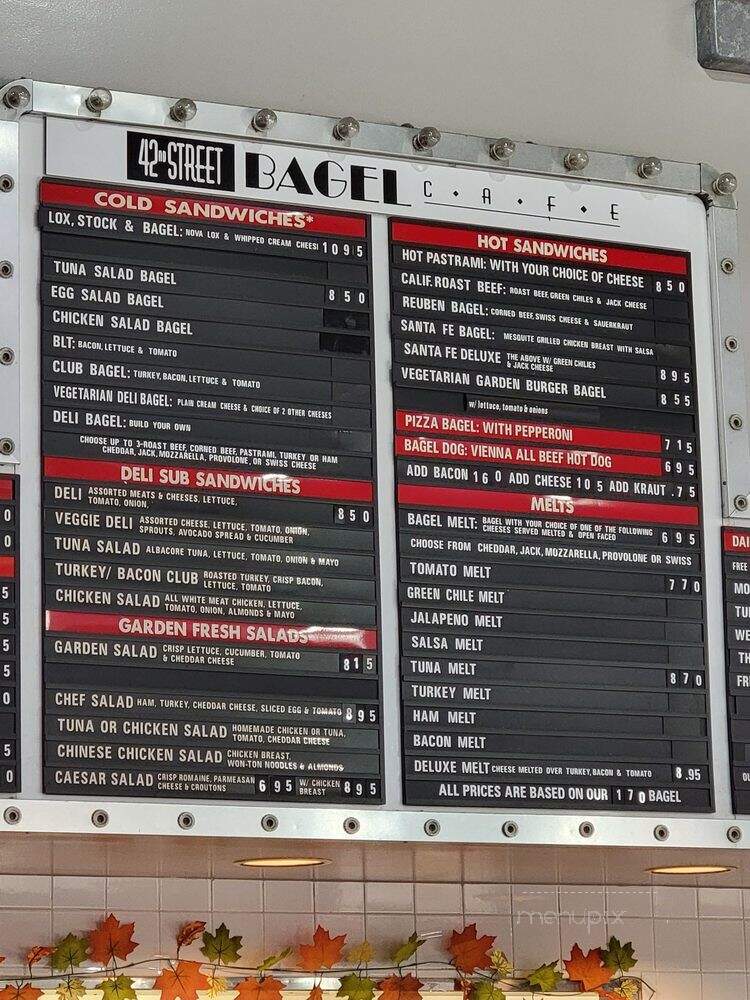 42nd STREET BAGEL CAFE
COLD SANDWICHES*
LOX, STOCK & BAGEL: NOVA LOX & WHIPPED CREAM CHEESE 10 95
TUNA SALAD BAGEL
EGG SALAD BAGEL 8 50
CHICKEN SALAD BAGEL
BLT: BACON, LETTUCE & TOMATO
CLUB BAGEL: TURKEY, BACON, LETTUCE & TOMATO
VEGETARIAN DELI BAGEL: PLAIN CREAM CHEESE & CHOICE OF 2 OTHER CHEESES
DELI BAGEL: BUILD YOUR OWN
CHOOSE UP TO 3-ROAST BEEF, CORNED BEEF, PASTRAMI, TURKEY OR HAM
CHEDDAR, JACK, MOZZARELLA, PROVOLONE, OR SWISS CHEESE
DELI SUB SANDWICHES
DELI ASSORTED MEATS & CHEESES, LETTUCE,
TOMATO, ONION, 8 50
VEGGIE DELI ASSORTED CHEESE, LETTUCE, TOMATO, ONION,
SPROUTS, AVOCADO SPREAD & CUCUMBER
TUNA SALAD ALBACORE TUNA, LETTUCE, TOMATO, ONION & MAYO
TURKEY/ BACON CLUB ROASTED TURKEY, CRISP BACON,
LETTUCE, TOMATO
CHICKEN SALAD ALL WHITE MEAT CHICKEN, LETTUCE,
TOMATO, ONION, ALMONDS & MAYO
GARDEN FRESH SALADS
GARDEN SALAD CRISP LETTUCE, CUCUMBER, TOMATO
& CHEDDAR CHEESE 8 15
CHEF SALAD HAM, TURKEY, CHEDDAR CHEESE, SLICED EGG & TOMATO 8 95
TUNA OR CHICKEN SALAD HOMEMADE CHICKEN OR TUNA,
TOMATO, CHEDDAR CHEESE
CHINESE CHICKEN SALAD CHICKEN BREAST,
WON-TON NOODLES & ALMONDS
CAESAR SALAD CRISP ROMAINE, PARMEASAN
CHEESE & CROUTONS 6 95 W/ CHICKEN
BREAST 8 95
HOT SANDWICHES
HOT PASTRAMI: WITH YOUR CHOICE OF CHEESE 8 50
CALIF. ROAST BEEF: ROAST BEEF, GREEN CHILES & JACK CHEESE
REUBEN BAGEL: CORNED BEEF, SWISS CHEESE & SAUERKRAUT
SANTA FE BAGEL: MESQUITE GRILLED CHICKEN BREAST WITH SALSA
SANTA FE DELUXE THE ABOVE W/ GREEN CHILIES
& JACK CHEESE 8 95
VEGETARIAN GARDEN BURGER BAGEL 8 55
w/ lettuce, tomato & onions
PIZZA BAGEL: WITH PEPPERONI 7 15
BAGEL DOG: VIENNA ALL BEEF HOT DOG 6 95
ADD BACON 1 60 ADD CHEESE 1 05 ADD KRAUT .75
MELTS
BAGEL MELT: BAGEL WITH YOUR CHOICE OF ONE OF THE FOLLOWING
CHEESES SERVED MELTED & OPEN FACED 6 95
CHOOSE FROM CHEDDAR, JACK, MOZZARELLA, PROVOLONE OR SWISS
TOMATO MELT 7 70
GREEN CHILE MELT
JALAPENO MELT
SALSA MELT
TUNA MELT 8 70
TURKEY MELT
HAM MELT
BACON MELT
DELUXE MELT CHEESE MELTED OVER TURKEY, BACON & TOMATO 8.95
ALL PRICES ARE BASED ON OUR 1 70 BAGEL
menupix